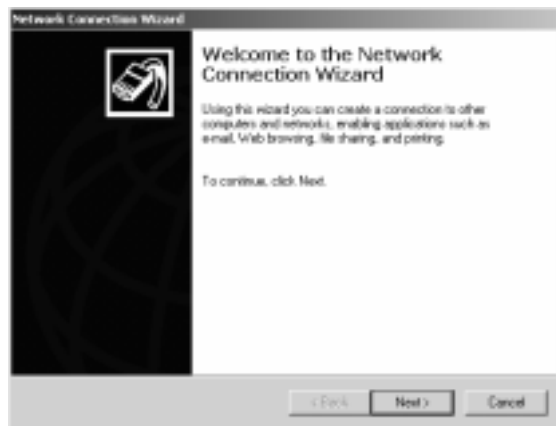 Network Connection Wizard
Welcome to the Network
Connection Wizard
Using this wizard you can create a connection to other
computers and networks, enabling applications such as
e-mail, Web browsing, file sharing, and printing.
To continue, click Next.
< Back
Next >
Cancel